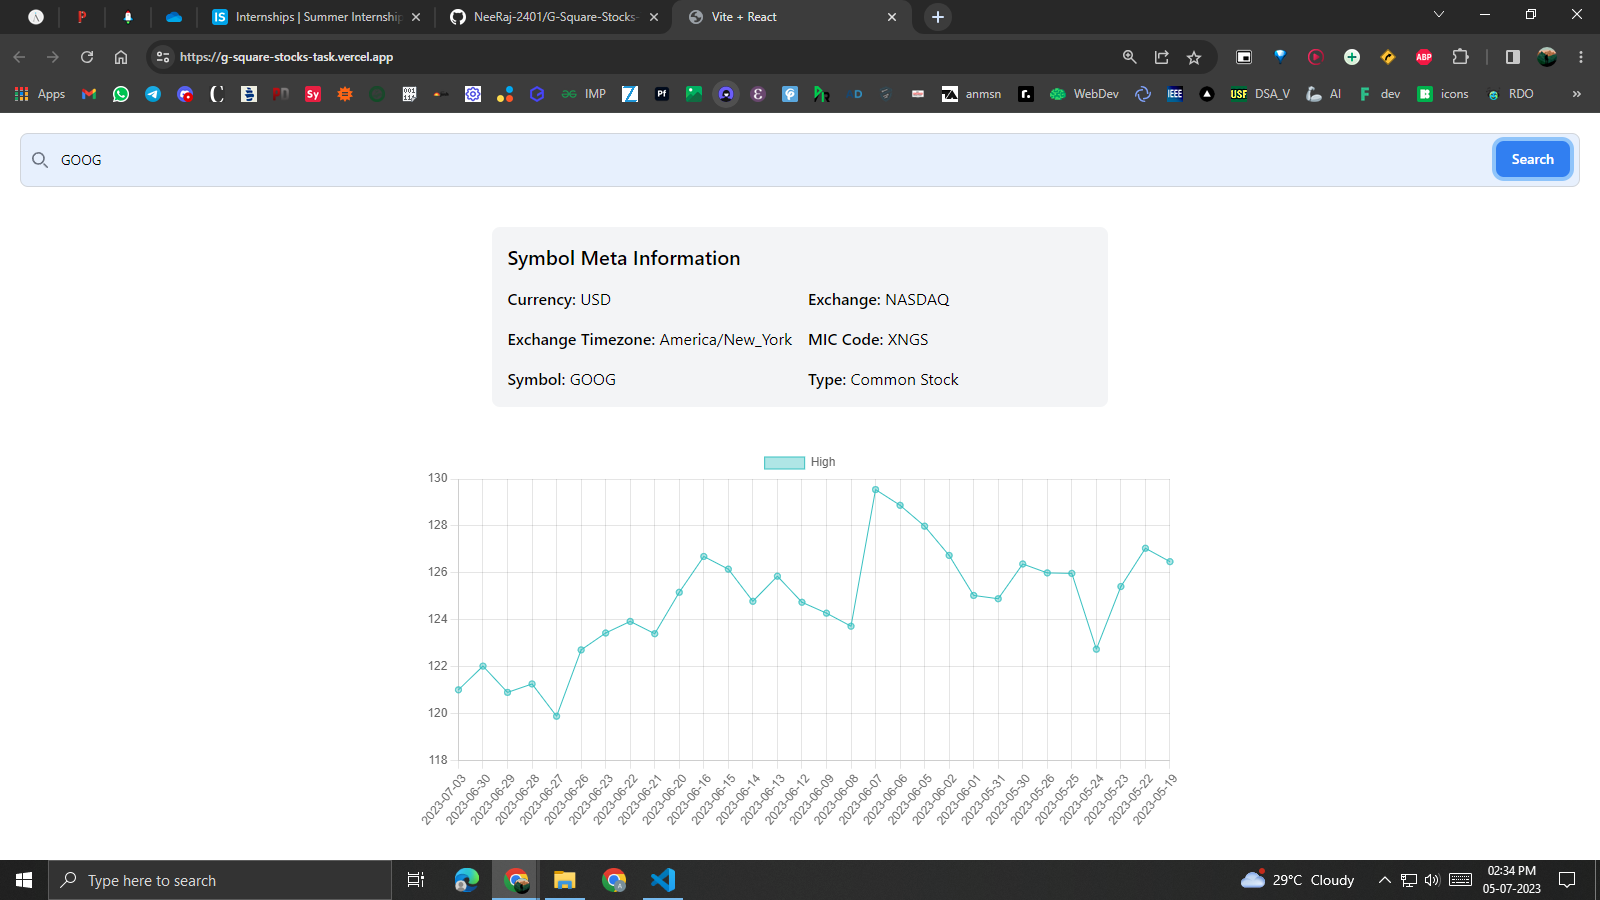 Internships | Summer Internship
NeeRaj-2401/G-Square-Stocks-
Vite + React
https://g-square-stocks-task.vercel.app
ABP
Apps
IMP
anmsn
WebDev
IEEE
USF
DSA_V
AI
dev
icons
RDO
GOOG
Search
Symbol Meta Information
Currency: USD
Exchange: NASDAQ
Exchange Timezone: America/New_York
MIC Code: XNGS
Symbol: GOOG
Type: Common Stock
High
130
128
126
124
122
120
118
2023-07-03
2023-06-30
2023-06-29
2023-06-28
2023-06-27
2023-06-26
2023-06-23
2023-06-22
2023-06-21
2023-06-20
2023-06-16
2023-06-15
2023-06-14
2023-06-13
2023-06-12
2023-06-09
2023-06-08
2023-06-07
2023-06-06
2023-06-05
2023-06-02
2023-06-01
2023-05-31
2023-05-30
2023-05-26
2023-05-25
2023-05-24
2023-05-23
2023-05-22
2023-05-19
Type here to search
29°C Cloudy
02:34 PM
05-07-2023